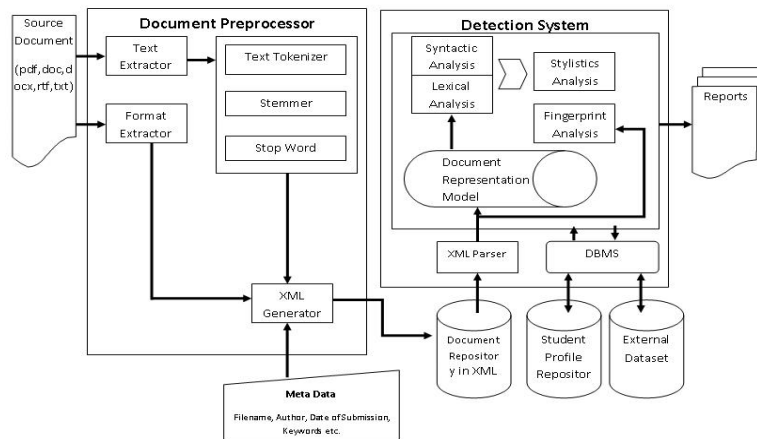 Source
Document
(pdf,doc,d
ocx,rtf,txt)
Document Preprocessor
Text
Extractor
Format
Extractor
Text Tokenizer
Stemmer
Stop Word
XML
Generator
Meta Data
Filename, Author, Date of Submission,
Keywords etc.
Detection System
Syntactic
Analysis
Lexical
Analysis
Stylistics
Analysis
Fingerprint
Analysis
Document
Representation
Model
XML Parser
DBMS
Document
Repositor
y in XML
Student
Profile
Repositor
External
Dataset
Reports